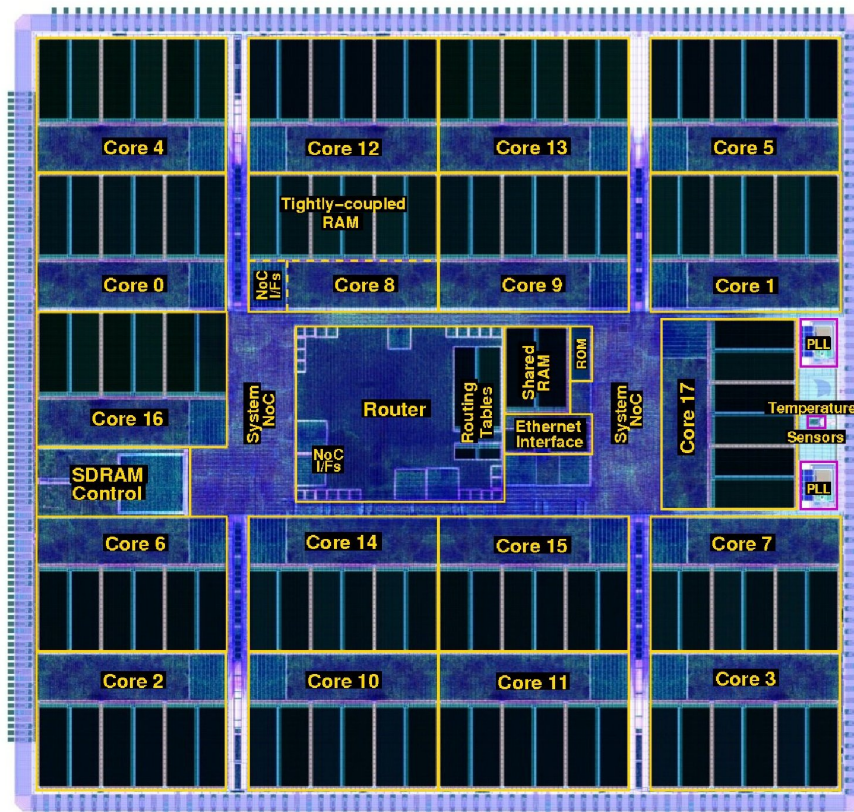 Core 4
Core 12
Core 13
Core 5
Tightly-coupled
RAM
Core 0
NoC
I/Fs
Core 8
Core 9
Core 1
Core 16
System
NoC
Router
NoC
I/Fs
Routing
Tables
Shared
RAM
ROM
Ethernet
Interface
System
NoC
Core 17
PLL
Temperature
Sensors
PLL
SDRAM
Control
Core 6
Core 14
Core 15
Core 7
Core 2
Core 10
Core 11
Core 3